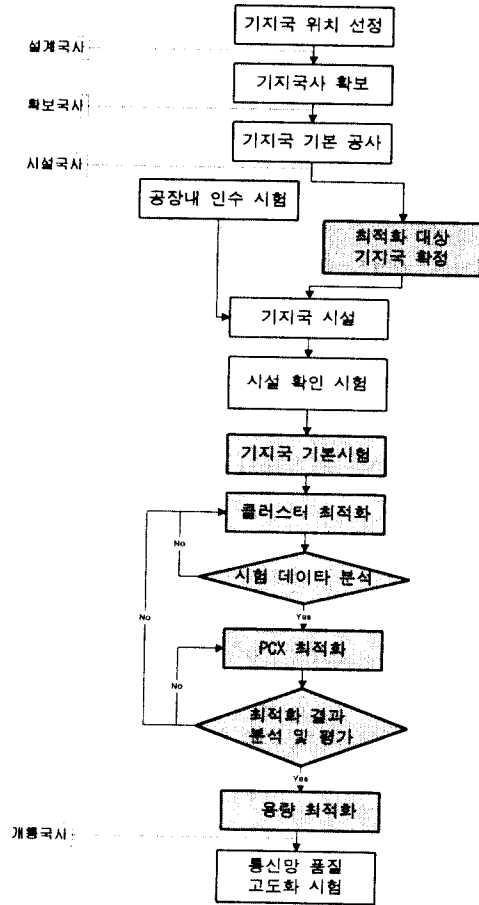 기지국 위치 선정
설계국사
기지국사 확보
확보국사
기지국 기본 공사
시설국사
공장내 인수 시험
최적화 대상
기지국 확정
기지국 시설
시설 확인 시험
기지국 기본시험
클러스터 최적화
No
시험 데이타 분석
Yes
No
PCX 최적화
No
최적화 결과
분석 및 평가
Yes
용량 최적화
개통국사
통신망 품질
고도화 시험